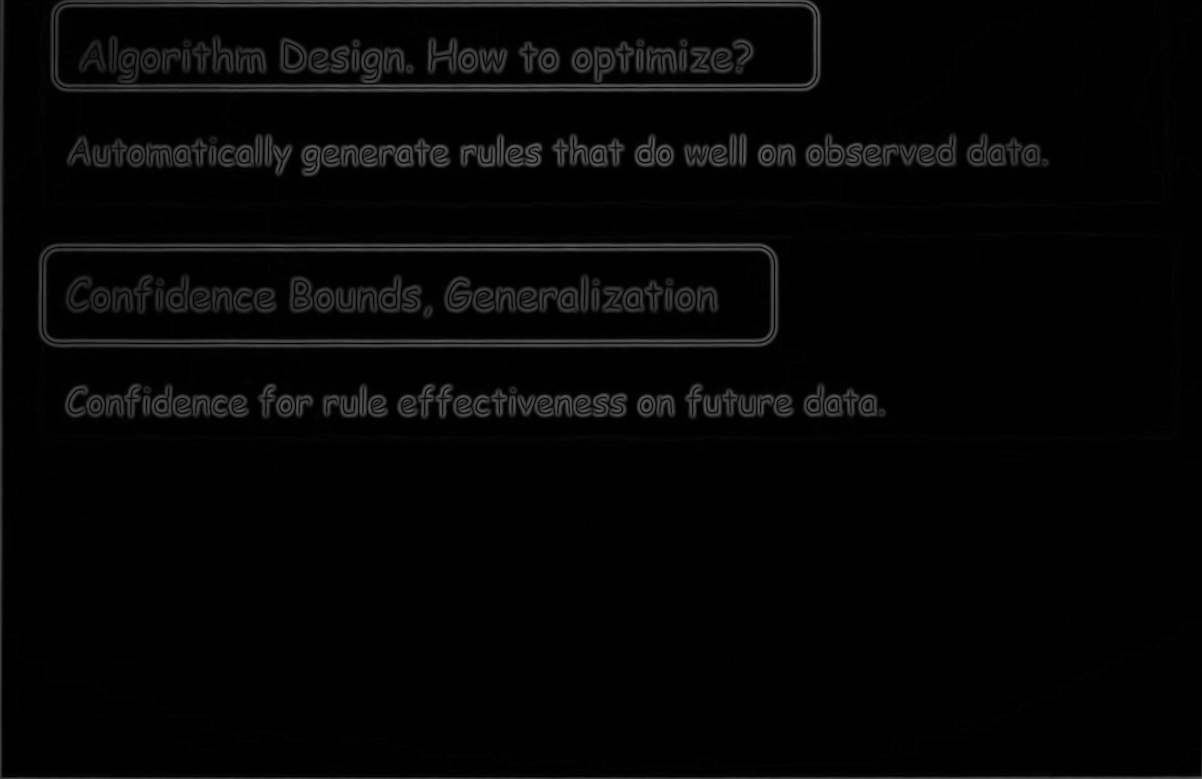 Algorithm Design. How to optimize?
Automatically generate rules that do well on observed data.
Confidence Bounds, Generalization
Confidence for rule effectiveness on future data.